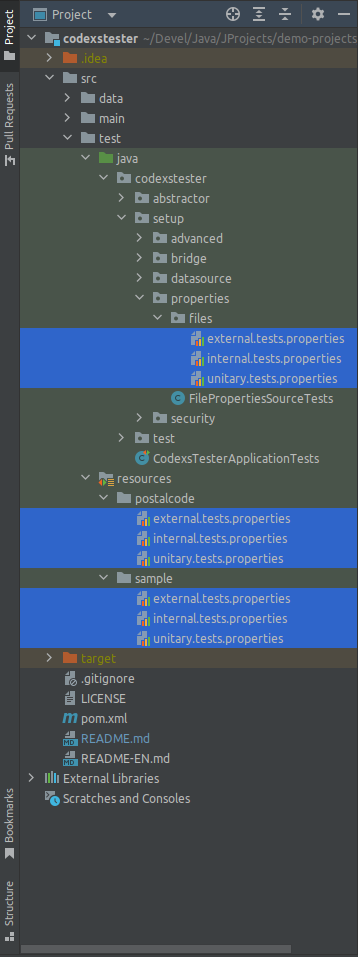 Project
Project
codexstester ~/Devel/Java/JProjects/demo-projects
.idea
src
data
main
test
java
codexstester
abstractor
setup
advanced
bridge
datasource
properties
files
external.tests.properties
internal.tests.properties
unitary.tests.properties
FilePropertiesSourceTests
security
test
CodexsTesterApplicationTests
resources
postalcode
external.tests.properties
internal.tests.properties
unitary.tests.properties
sample
external.tests.properties
internal.tests.properties
unitary.tests.properties
target
.gitignore
LICENSE
pom.xml
README.md
README-EN.md
External Libraries
Scratches and Consoles
Pull Requests
Bookmarks
Structure